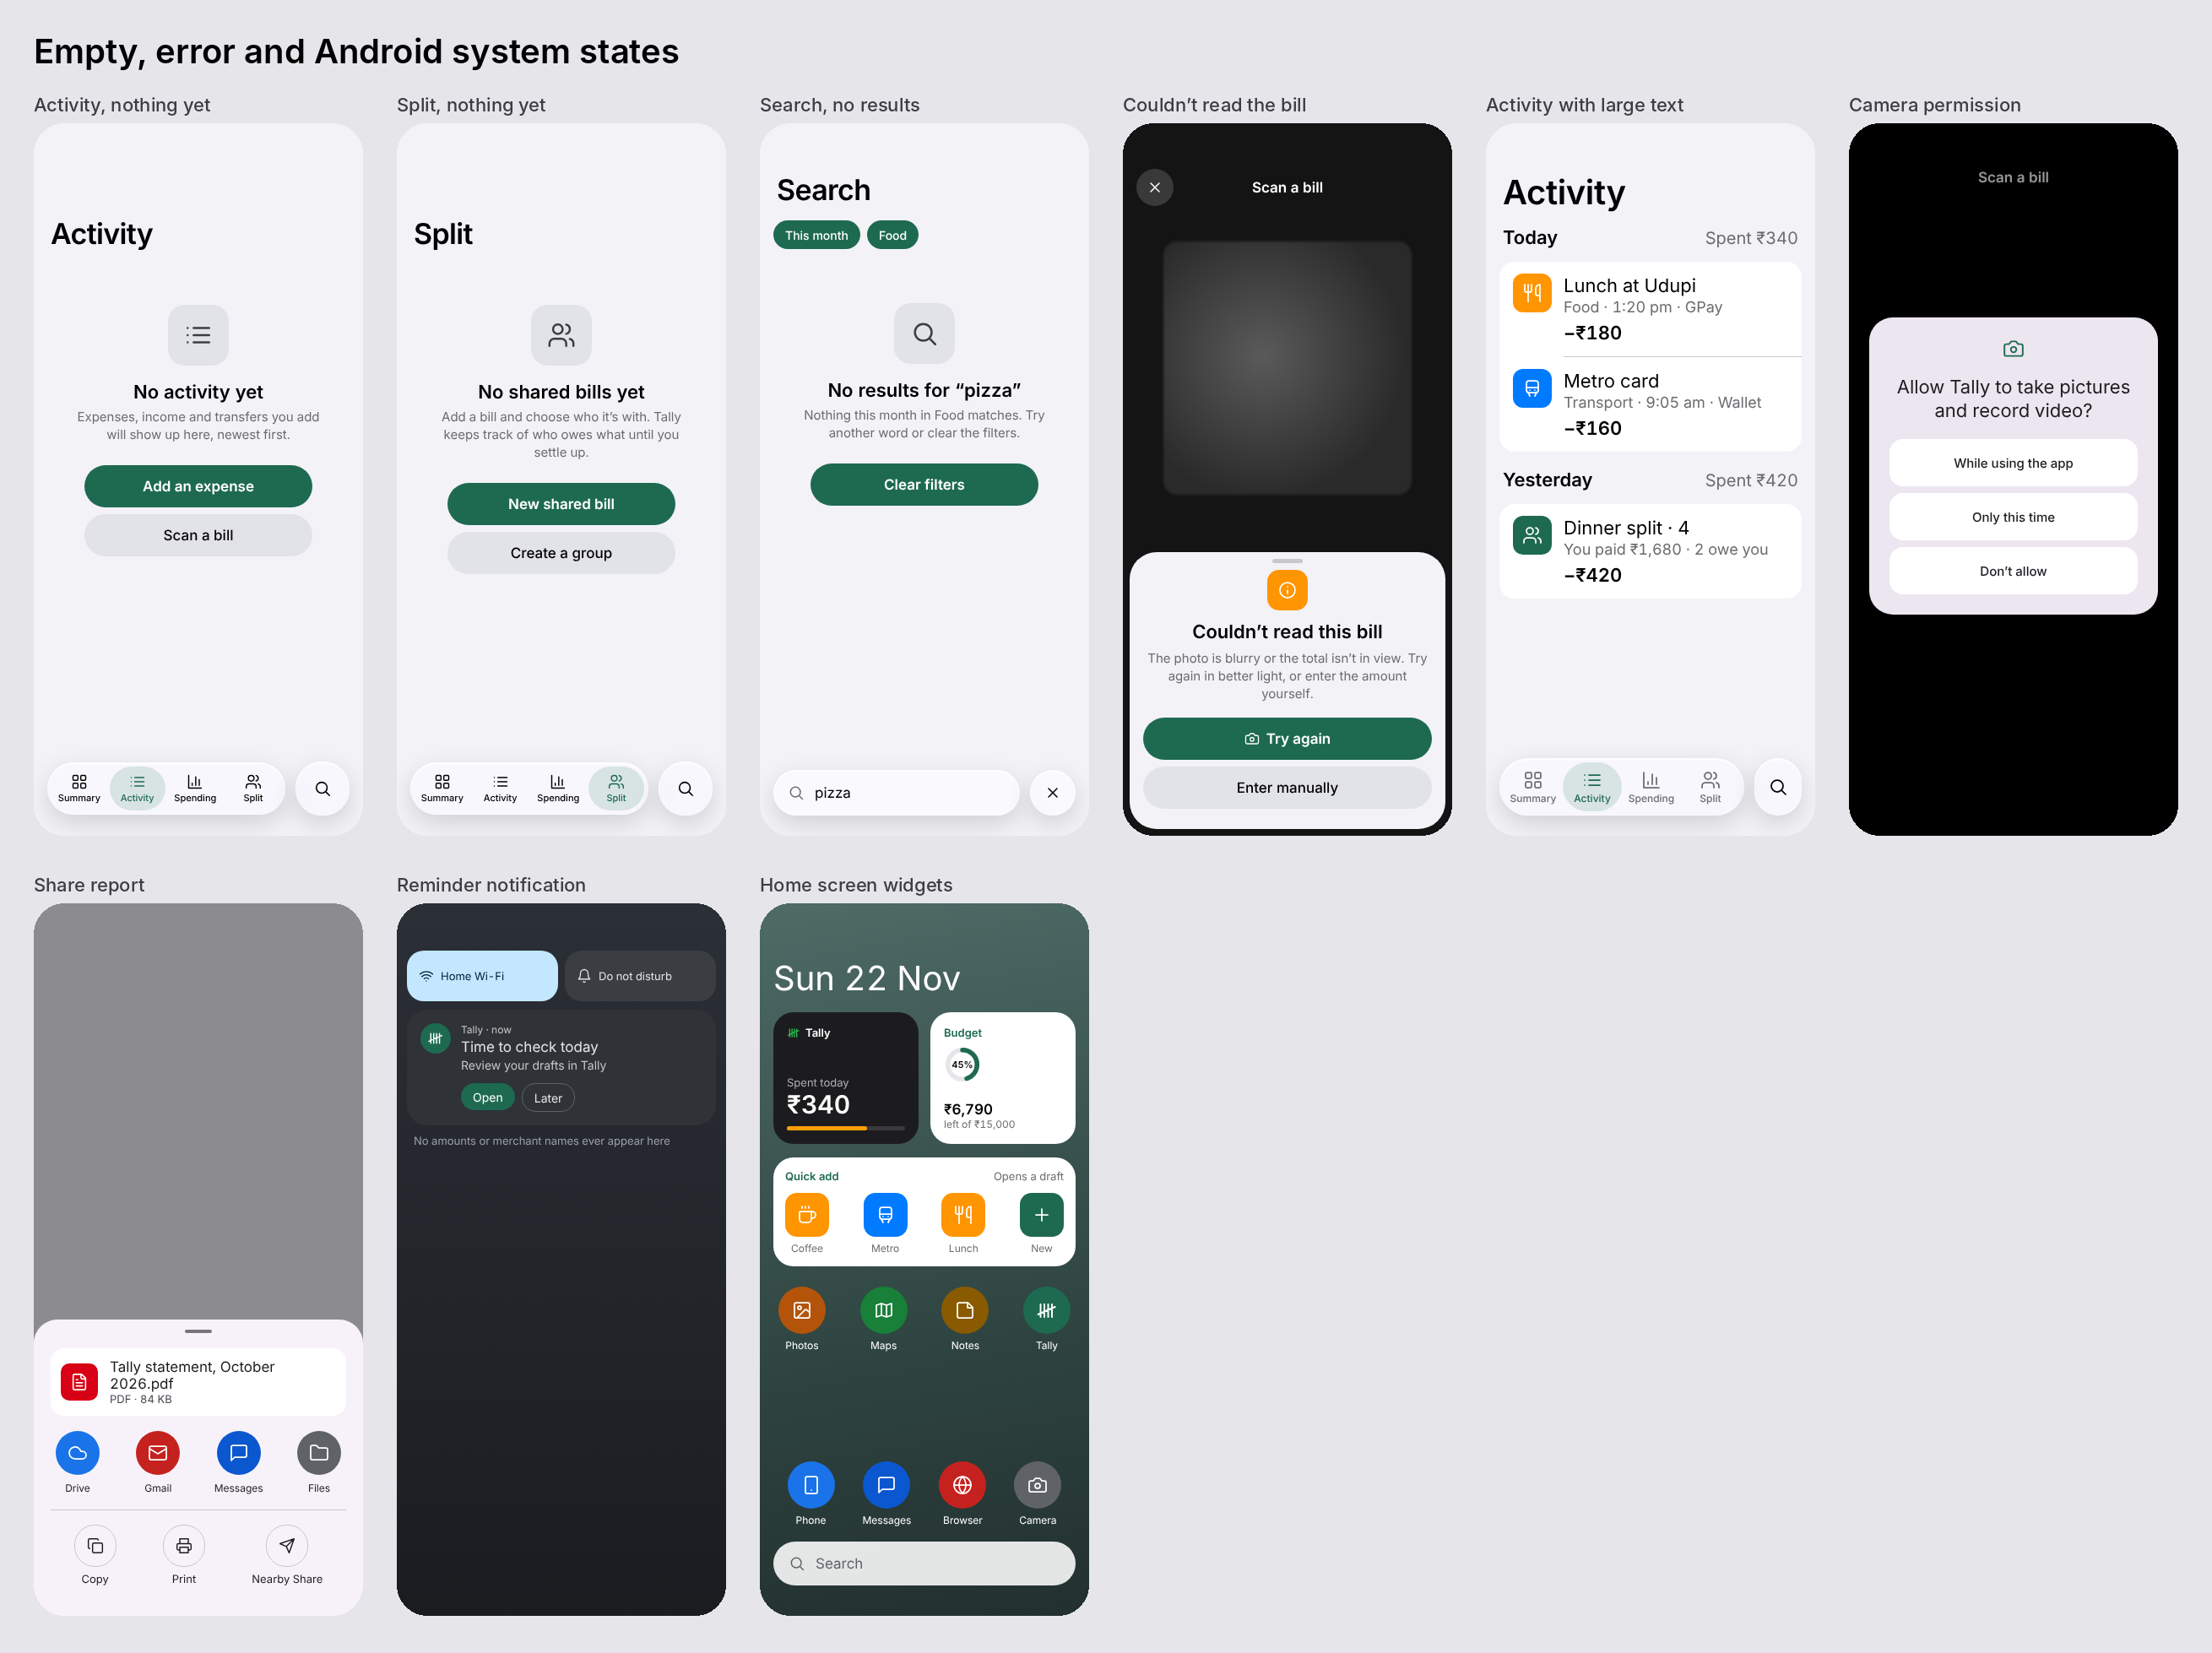 Empty, error and Android system states
Activity, nothing yet
Activity
No activity yet
Expenses, income and transfers you add
will show up here, newest first.
Add an expense
Scan a bill
Summary
Activity
Spending
Split
Split, nothing yet
Split
No shared bills yet
Add a bill and choose who it’s with. Tally
keeps track of who owes what until you
settle up.
New shared bill
Create a group
Summary
Activity
Spending
Split
Search, no results
Search
This month
Food
No results for “pizza”
Nothing this month in Food matches. Try
another word or clear the filters.
Clear filters
pizza
Couldn’t read the bill
Scan a bill
Couldn’t read this bill
The photo is blurry or the total isn’t in view. Try
again in better light, or enter the amount
yourself.
Try again
Enter manually
Activity with large text
Activity
Today
Spent ₹340
Lunch at Udupi
Food · 1:20 pm · GPay
−₹180
Metro card
Transport · 9:05 am · Wallet
−₹160
Yesterday
Spent ₹420
Dinner split · 4
You paid ₹1,680 · 2 owe you
−₹420
Summary
Activity
Spending
Split
Camera permission
Scan a bill
Allow Tally to take pictures
and record video?
While using the app
Only this time
Don’t allow
Share report
Tally statement, October
2026.pdf
PDF · 84 KB
Drive
Gmail
Messages
Files
Copy
Print
Nearby Share
Reminder notification
Home Wi-Fi
Do not disturb
Tally · now
Time to check today
Review your drafts in Tally
Open
Later
No amounts or merchant names ever appear here
Home screen widgets
Sun 22 Nov
Tally
Spent today
₹340
Budget
45%
₹6,790
left of ₹15,000
Quick add
Opens a draft
Coffee
Metro
Lunch
New
Photos
Maps
Notes
Tally
Phone
Messages
Browser
Camera
Search